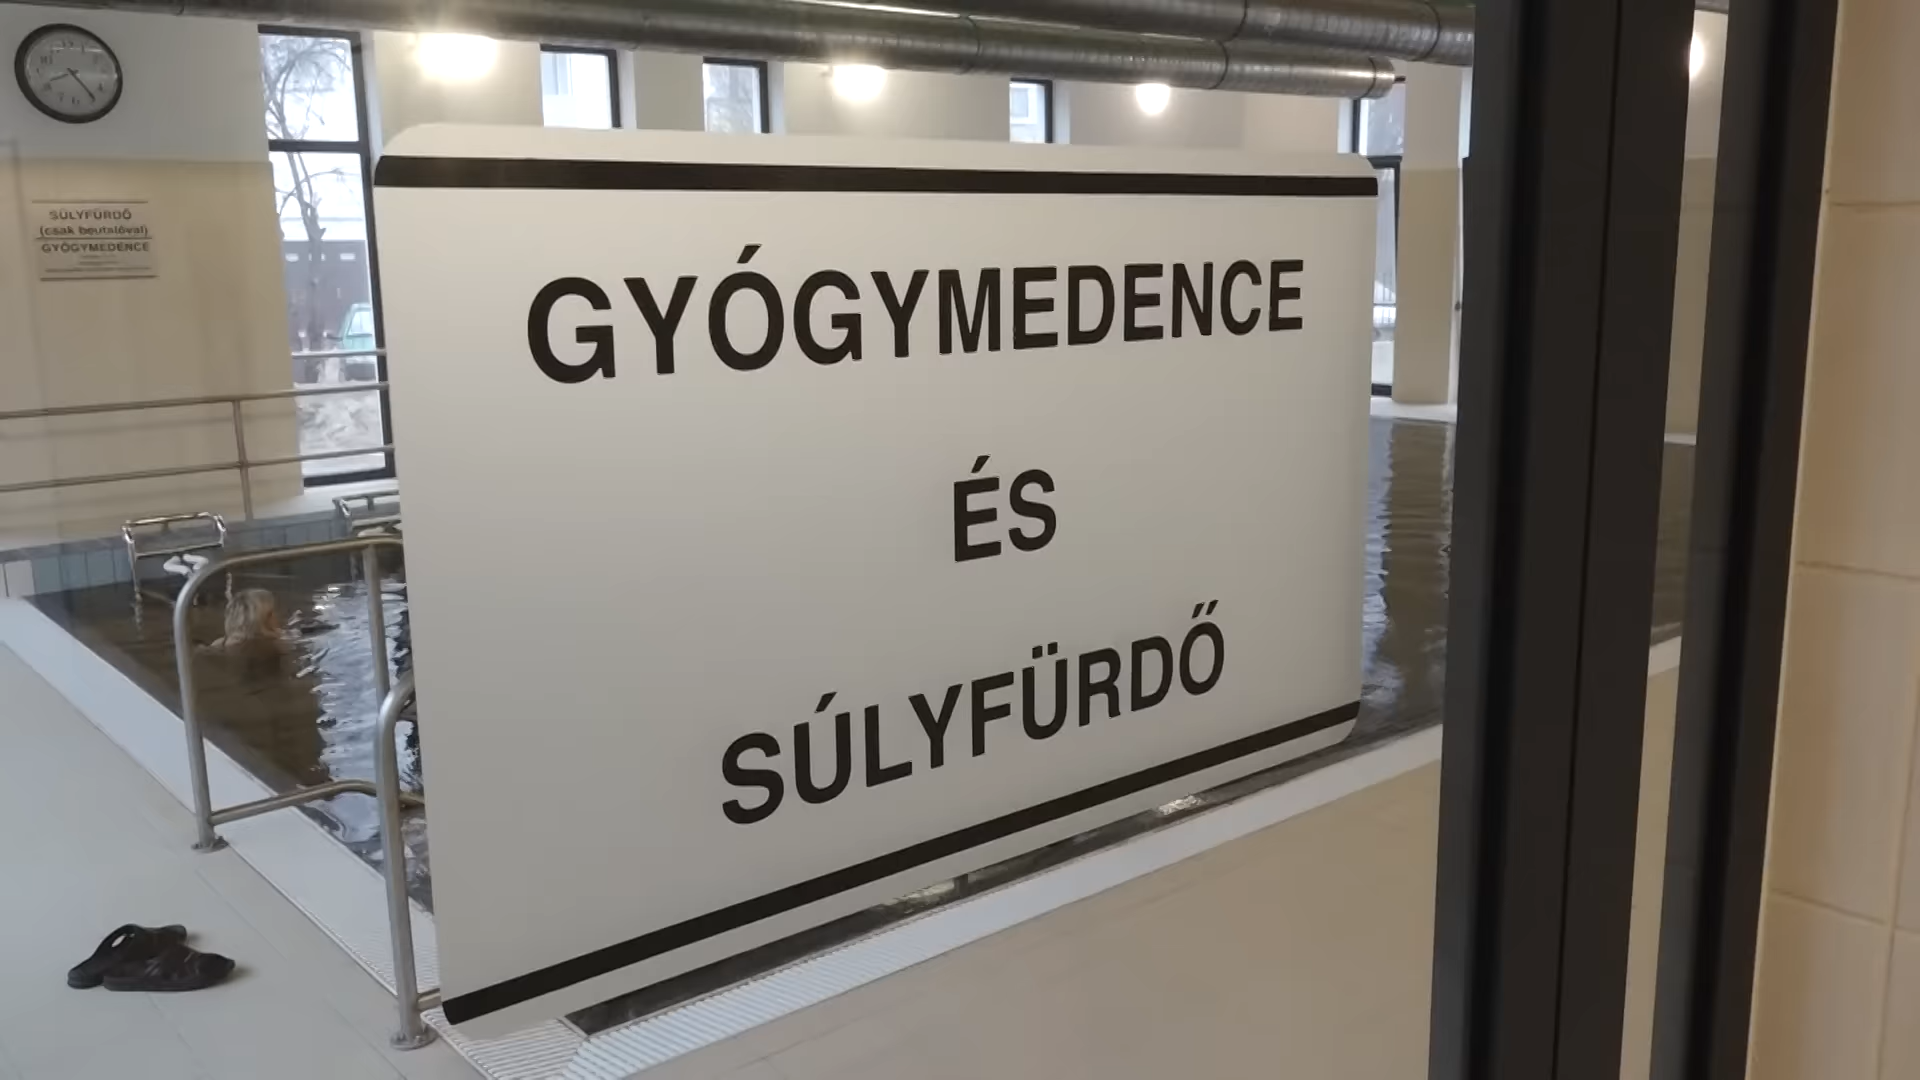 SÚLYFÜRDŐ
(csak beutalóval)
GYÓGYMEDENCE
GYÓGYMEDENCE
ÉS
SÚLYFÜRDŐ